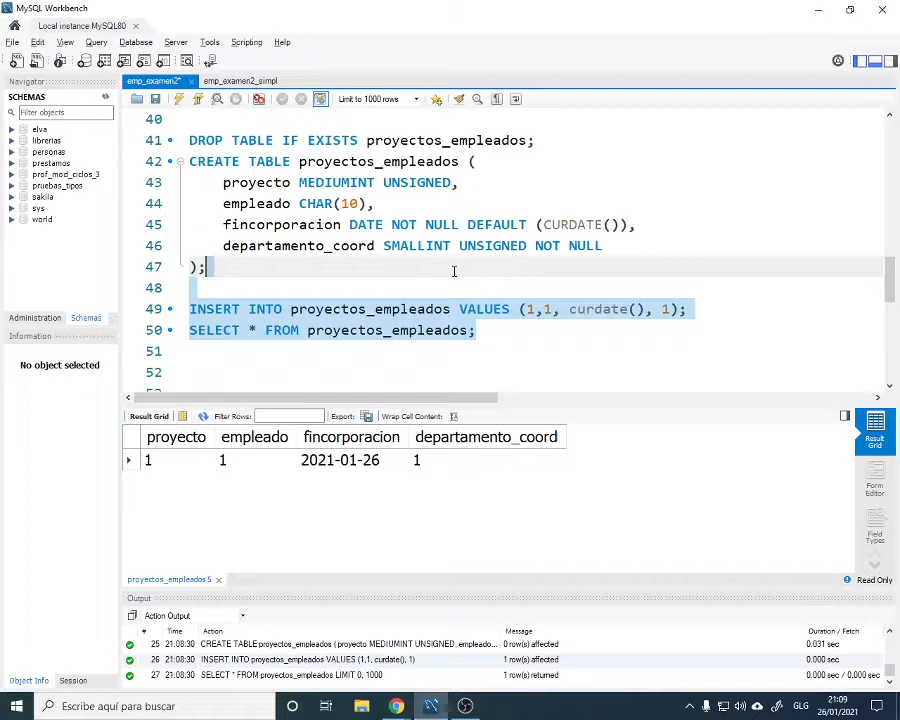 MySQL Workbench
Local instance MySQL80
File Edit View Query Database Server Tools Scripting Help
Navigator
SCHEMAS
Filter objects
elva
librerias
personas
prestamos
prof_mod_ciclos_3
pruebas_tipos
sakila
sys
world
Administration Schemas
Information
No object selected
Object Info Session
emp_examen2* emp_examen2_simpl
Limit to 1000 rows
40
41 DROP TABLE IF EXISTS proyectos_empleados;
42 CREATE TABLE proyectos_empleados (
43 proyecto MEDIUMINT UNSIGNED,
44 empleado CHAR(10),
45 fincorporacion DATE NOT NULL DEFAULT (CURDATE()),
46 departamento_coord SMALLINT UNSIGNED NOT NULL
47 );
48
49 INSERT INTO proyectos_empleados VALUES (1,1, curdate(), 1);
50 SELECT * FROM proyectos_empleados;
51
52
Result Grid Filter Rows: Export: Wrap Cell Content:
proyecto empleado fincorporacion departamento_coord
1 1 2021-01-26 1
Result Grid
Form Editor
Field Types
proyectos_empleados 5
Read Only
Output
Action Output
# Time Action Message Duration / Fetch
25 21:08:30 CREATE TABLE proyectos_empleados ( proyecto MEDIUMINT UNSIGNED, empleado... 0 row(s) affected 0.031 sec
26 21:08:30 INSERT INTO proyectos_empleados VALUES (1,1, curdate(), 1) 1 row(s) affected 0.000 sec
27 21:08:30 SELECT * FROM proyectos_empleados LIMIT 0, 1000 1 row(s) returned 0.000 sec / 0.000 sec
Escribe aquí para buscar
GLG
21:09
26/01/2021